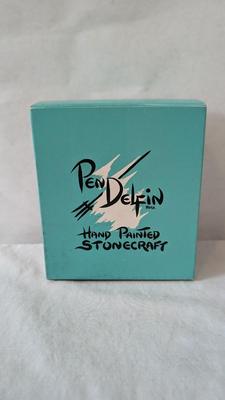 Pen
Delfin
Hand Painted
Stonecraft